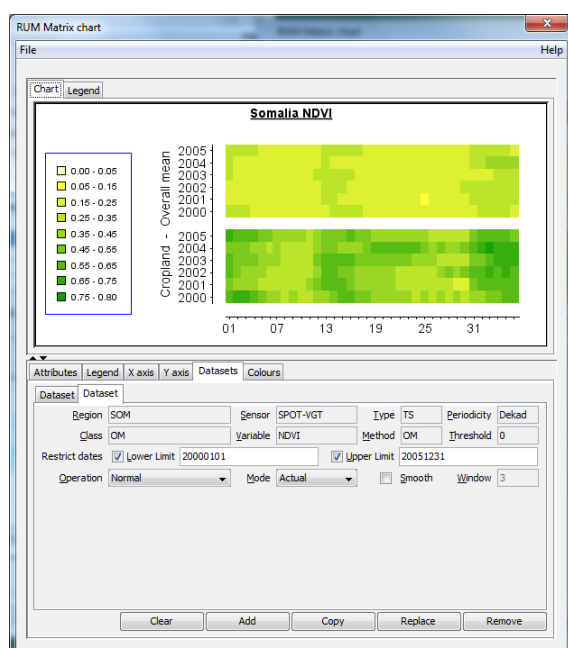 RUM Matrix chart
File Help
Chart Legend
Somalia NDVI
0.00 - 0.05
0.05 - 0.15
0.15 - 0.25
0.25 - 0.35
0.35 - 0.45
0.45 - 0.55
0.55 - 0.65
0.65 - 0.75
0.75 - 0.80
Cropland - Overall mean
2005
2004
2003
2002
2001
2000
2005
2004
2003
2002
2001
2000
01 07 13 19 25 31
Attributes Legend X axis Y axis Datasets Colours
Dataset Dataset
Region SOM Sensor SPOT-VGT Type TS Periodicity Dekad
Class OM Variable NDVI Method OM Threshold 0
Restrict dates Lower Limit 20000101 Upper Limit 20051231
Operation Normal Mode Actual Smooth Window 3
Clear Add Copy Replace Remove